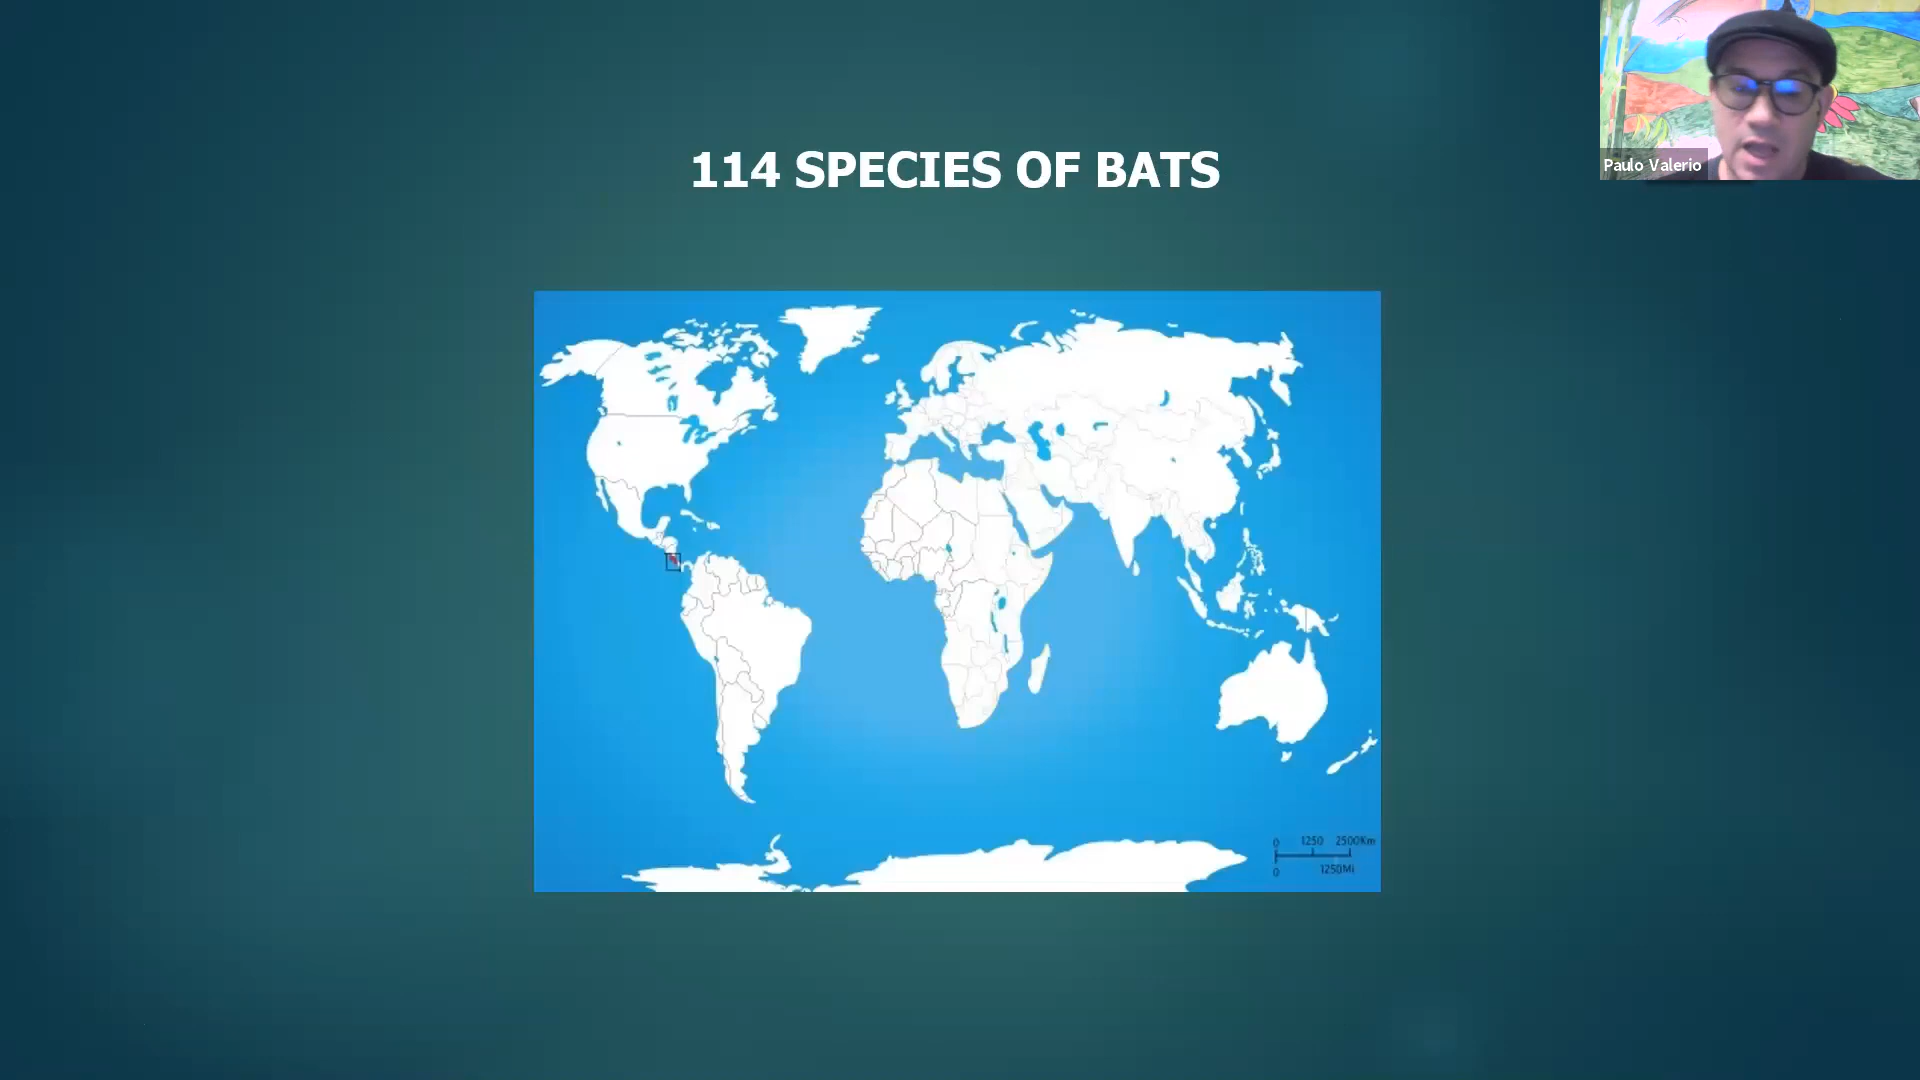 114 SPECIES OF BATS
Paulo Valerio
0 1250 2500Km
0 1250Mi